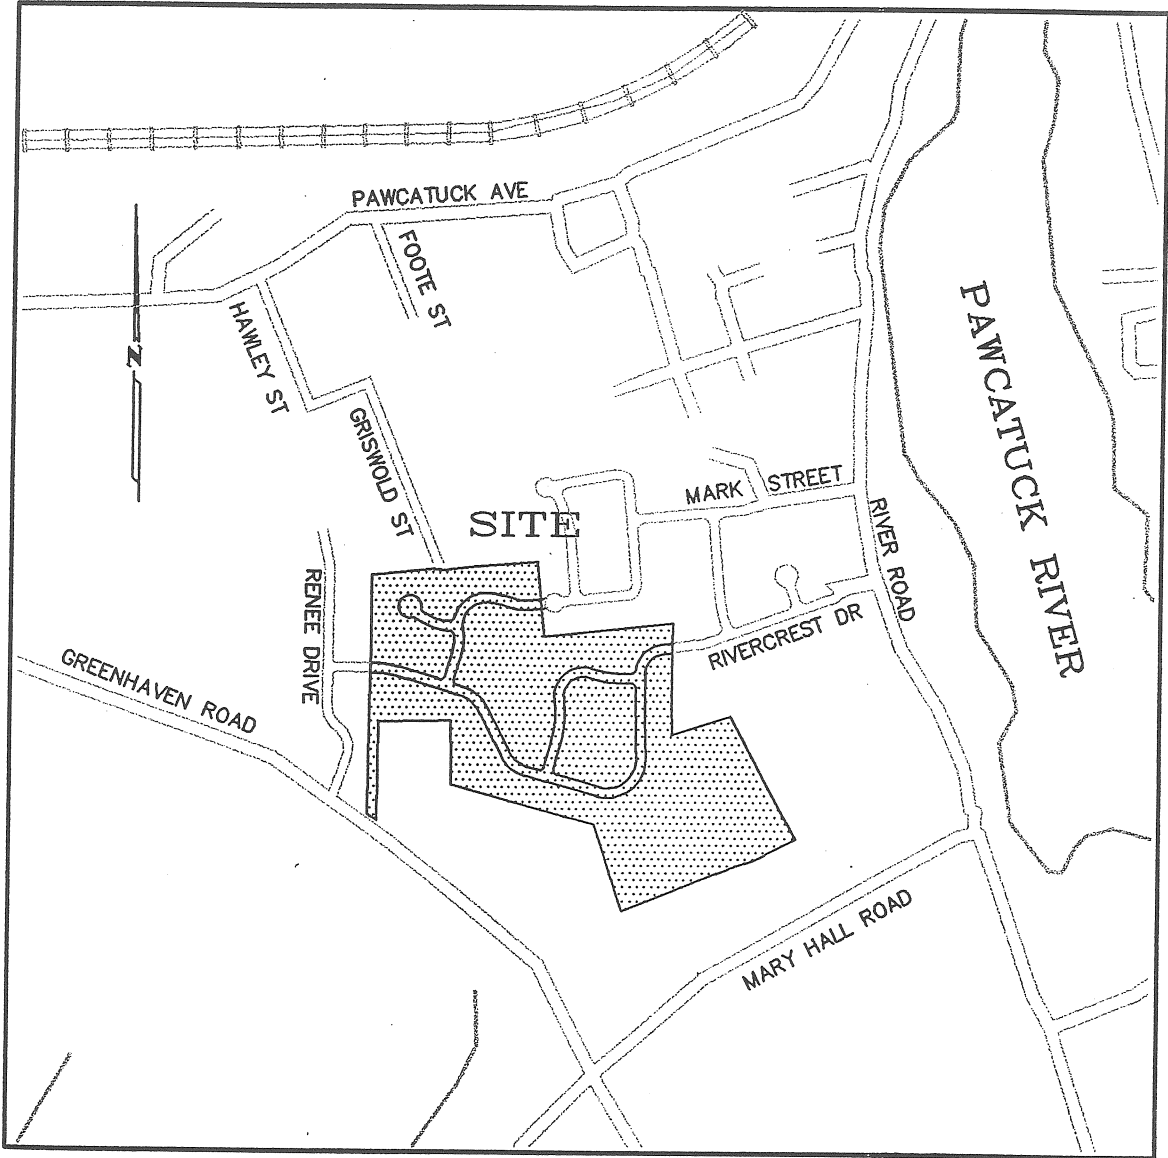 PAWCATUCK AVE
FOOTE ST
HAWLEY ST
N
GRISWOLD ST
PAWCATUCK RIVER
MARK STREET
SITE
RIVER ROAD
RENEE DRIVE
RIVERCREST DR
GREENHAVEN ROAD
MARY HALL ROAD